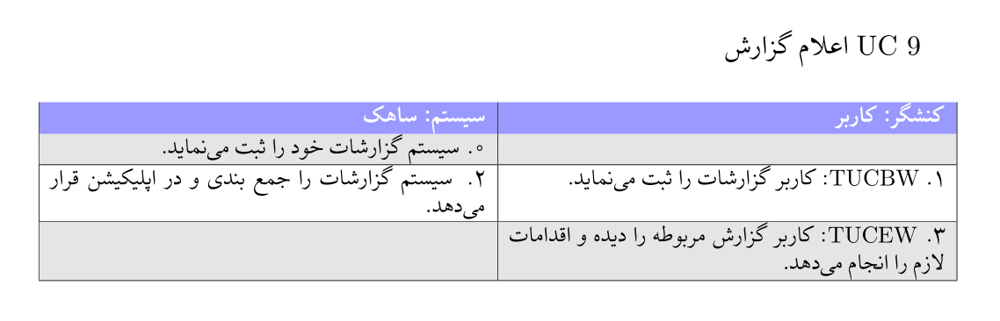 UC 9 اعلام گزارش
کنشگر: کاربر
سیستم: ساهک
۰. سیستم گزارشات خود را ثبت می‌نماید.
۱. TUCBW: کاربر گزارشات را ثبت می‌نماید.
۲. سیستم گزارشات را جمع بندی و در اپلیکیشن قرار
می‌دهد.
۳. TUCEW: کاربر گزارش مربوطه را دیده و اقدامات
لازم را انجام می‌دهد.